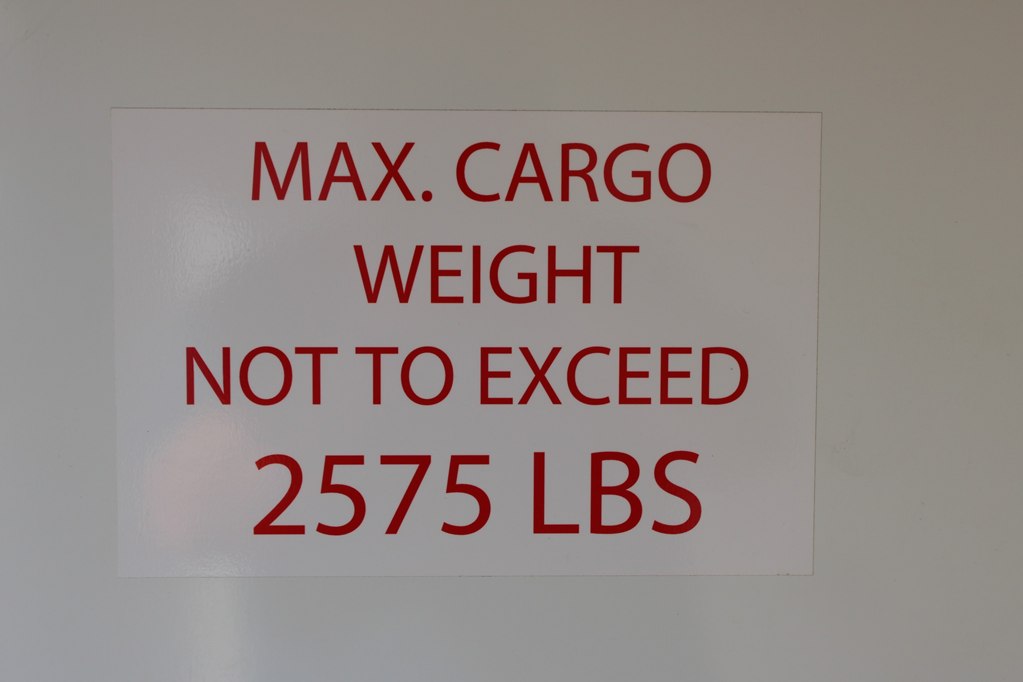 MAX. CARGO
WEIGHT
NOT TO EXCEED
2575 LBS